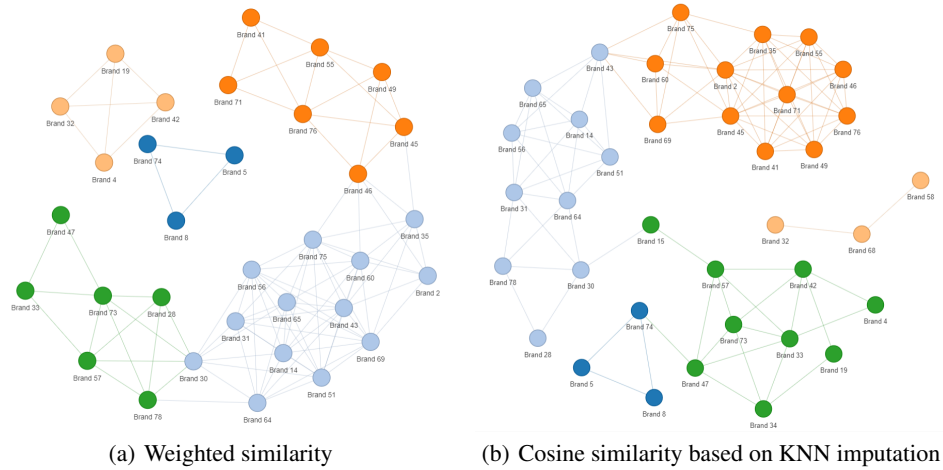 Brand 41
Brand 55
Brand 19
Brand 49
Brand 71
Brand 32
Brand 42
Brand 76
Brand 45
Brand 74
Brand 5
Brand 4
Brand 46
Brand 8
Brand 47
Brand 35
Brand 75
Brand 60
Brand 56
Brand 2
Brand 33
Brand 73
Brand 28
Brand 65
Brand 43
Brand 31
Brand 69
Brand 57
Brand 30
Brand 14
Brand 51
Brand 78
Brand 64
(a) Weighted similarity
Brand 75
Brand 35
Brand 55
Brand 43
Brand 60
Brand 2
Brand 46
Brand 65
Brand 71
Brand 14
Brand 45
Brand 76
Brand 56
Brand 69
Brand 51
Brand 41
Brand 49
Brand 31
Brand 64
Brand 58
Brand 15
Brand 32
Brand 68
Brand 78
Brand 30
Brand 57
Brand 42
Brand 74
Brand 4
Brand 73
Brand 28
Brand 33
Brand 19
Brand 5
Brand 47
Brand 8
Brand 34
(b) Cosine similarity based on KNN imputation